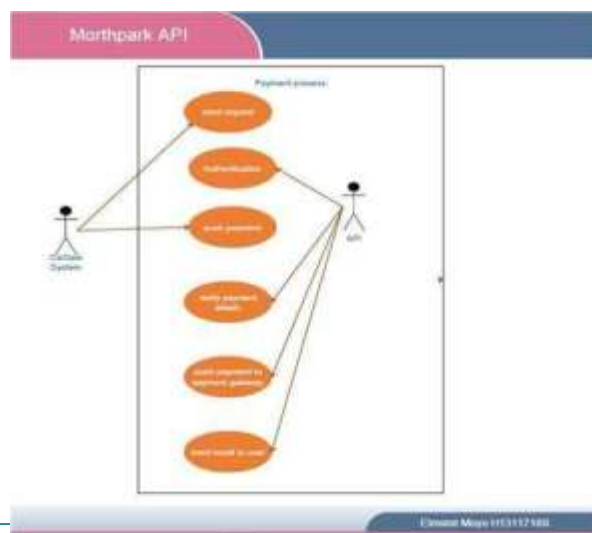 Morthpark API
Payment process
send request
Authentication
push payment
API
System
verify payment
details
push payment to
payment gateway
send result to user